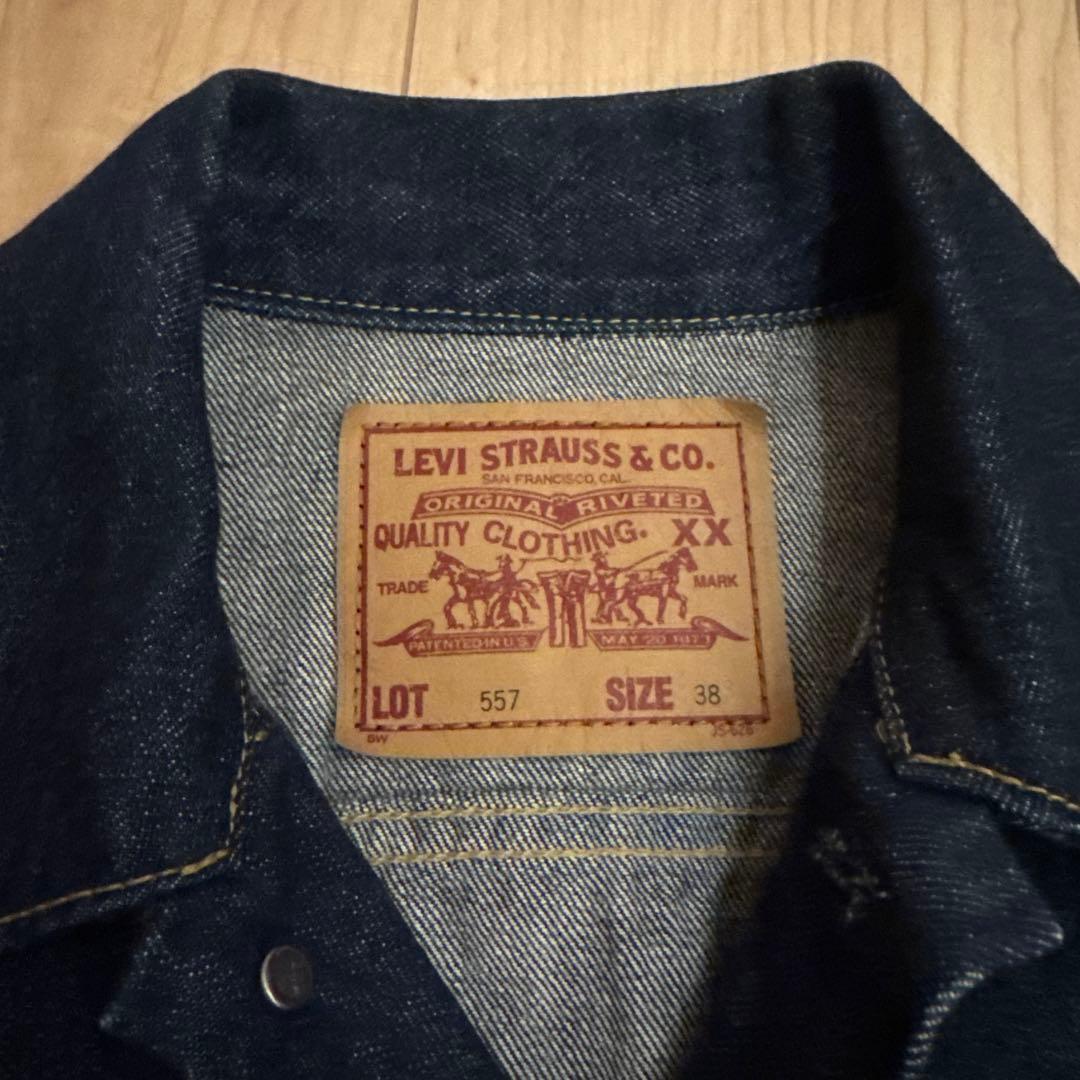 LEVI STRAUSS & CO.
SAN FRANCISCO, CAL.
ORIGINAL RIVETED
QUALITY CLOTHING. XX
TRADE MARK
PATENTED IN U.S. MAY 20 1873
LOT 557 SIZE 38